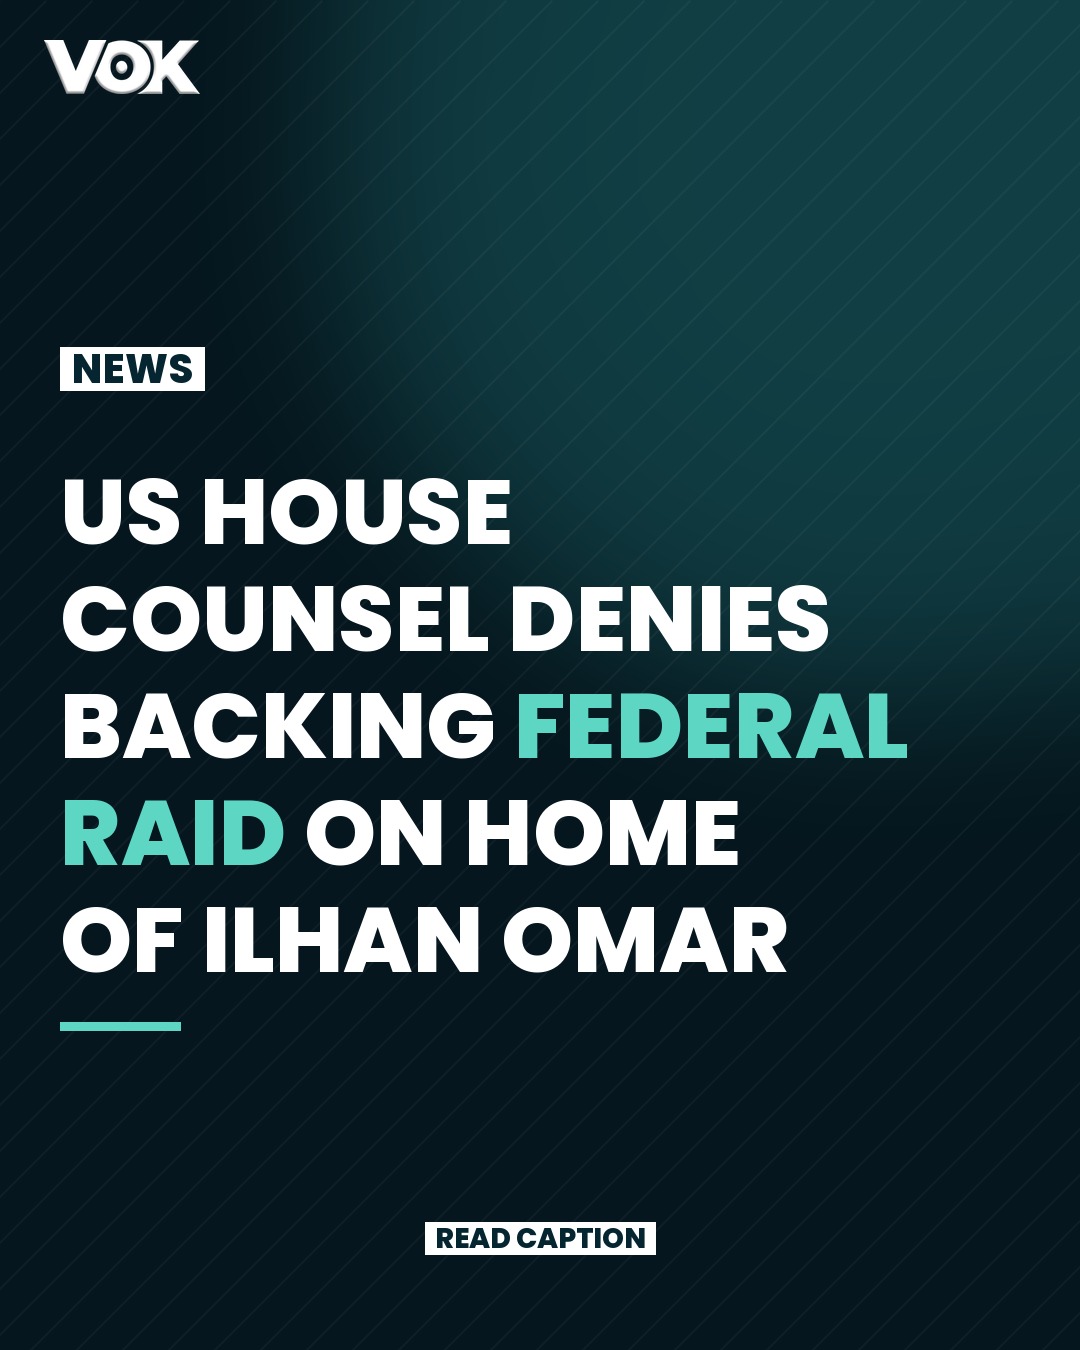 VOK
NEWS
US HOUSE
COUNSEL DENIES
BACKING FEDERAL
RAID ON HOME
OF ILHAN OMAR
READ CAPTION